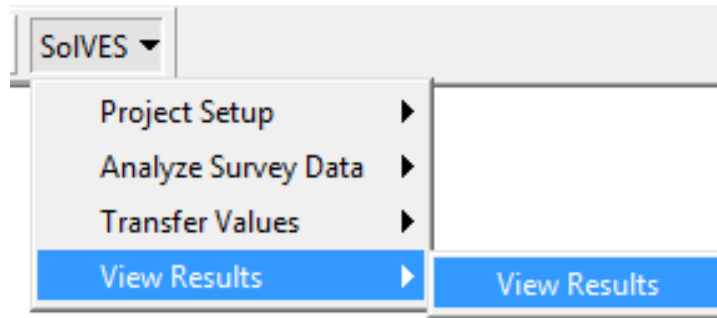 SolVES
Project Setup
Analyze Survey Data
Transfer Values
View Results
View Results